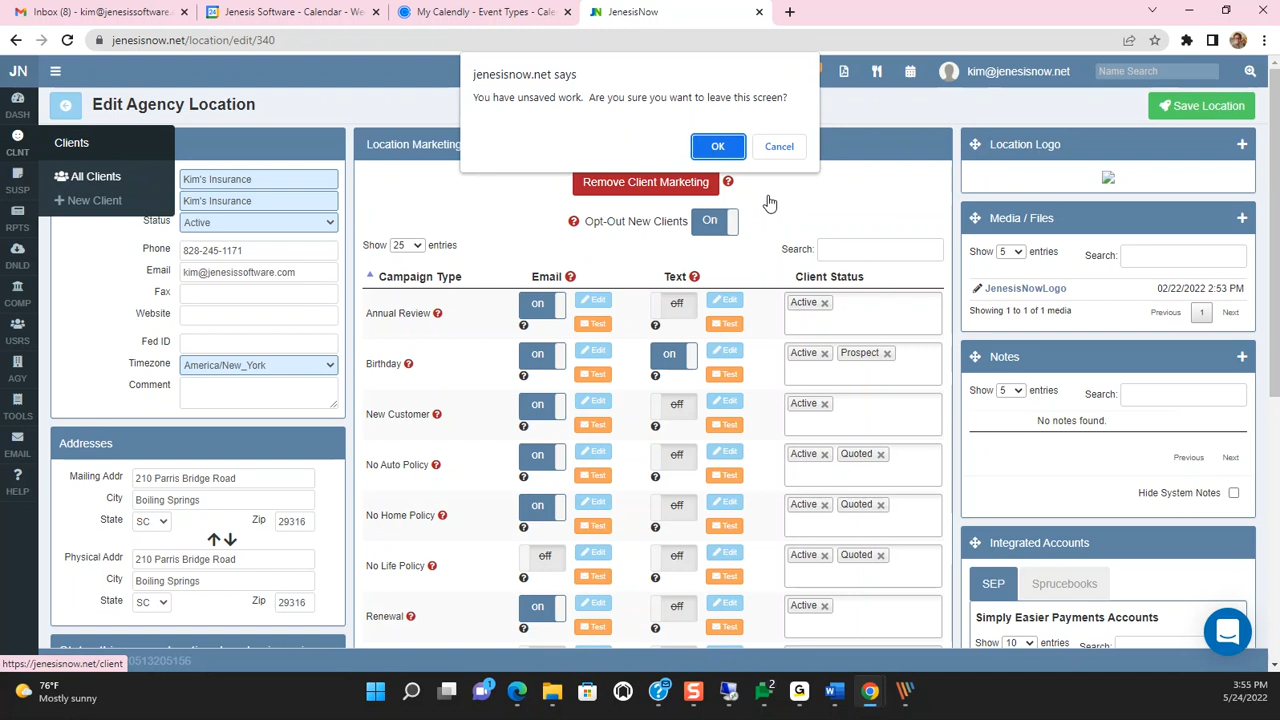 Inbox (8) - kim@jenesissoftware.c
Jenesis Software - Calendar - We
My Calendly - Event Types - Cale
JenesisNow
jenesisnow.net/location/edit/340
JN
kim@jenesisnow.net
Name Search
jenesisnow.net says
You have unsaved work. Are you sure you want to leave this screen?
OK
Cancel
Edit Agency Location
Save Location
DASH
CLNT
SUSP
RPTS
DNLD
COMP
USRS
AGY
TOOLS
EMAIL
HELP
Clients
All Clients
New Client
Kim's Insurance
Kim's Insurance
Status Active
Phone 828-245-1171
Email kim@jenesissoftware.com
Fax
Website
Fed ID
Timezone America/New_York
Comment
Addresses
Mailing Addr 210 Parris Bridge Road
City Boiling Springs
State SC Zip 29316
Physical Addr 210 Parris Bridge Road
City Boiling Springs
State SC Zip 29316
Location Marketing
Remove Client Marketing
Opt-Out New Clients On
Show 25 entries
Search:
Campaign Type Email Text Client Status
Annual Review on Edit Test off Edit Test Active
Birthday on Edit Test on Edit Test Active Prospect
New Customer on Edit Test off Edit Test Active
No Auto Policy on Edit Test off Edit Test Active Quoted
No Home Policy on Edit Test off Edit Test Active Quoted
No Life Policy off Edit Test off Edit Test Active Quoted
Renewal on Edit Test off Edit Test Active
Location Logo
Media / Files
Show 5 entries Search:
JenesisNowLogo 02/22/2022 2:53 PM
Showing 1 to 1 of 1 media Previous 1 Next
Notes
Show 5 entries Search:
No notes found.
Previous Next
Hide System Notes
Integrated Accounts
SEP Sprucebooks
Simply Easier Payments Accounts
Show 10 entries Search:
https://jenesisnow.net/client
0513205156
76°F
Mostly sunny
3:55 PM
5/24/2022